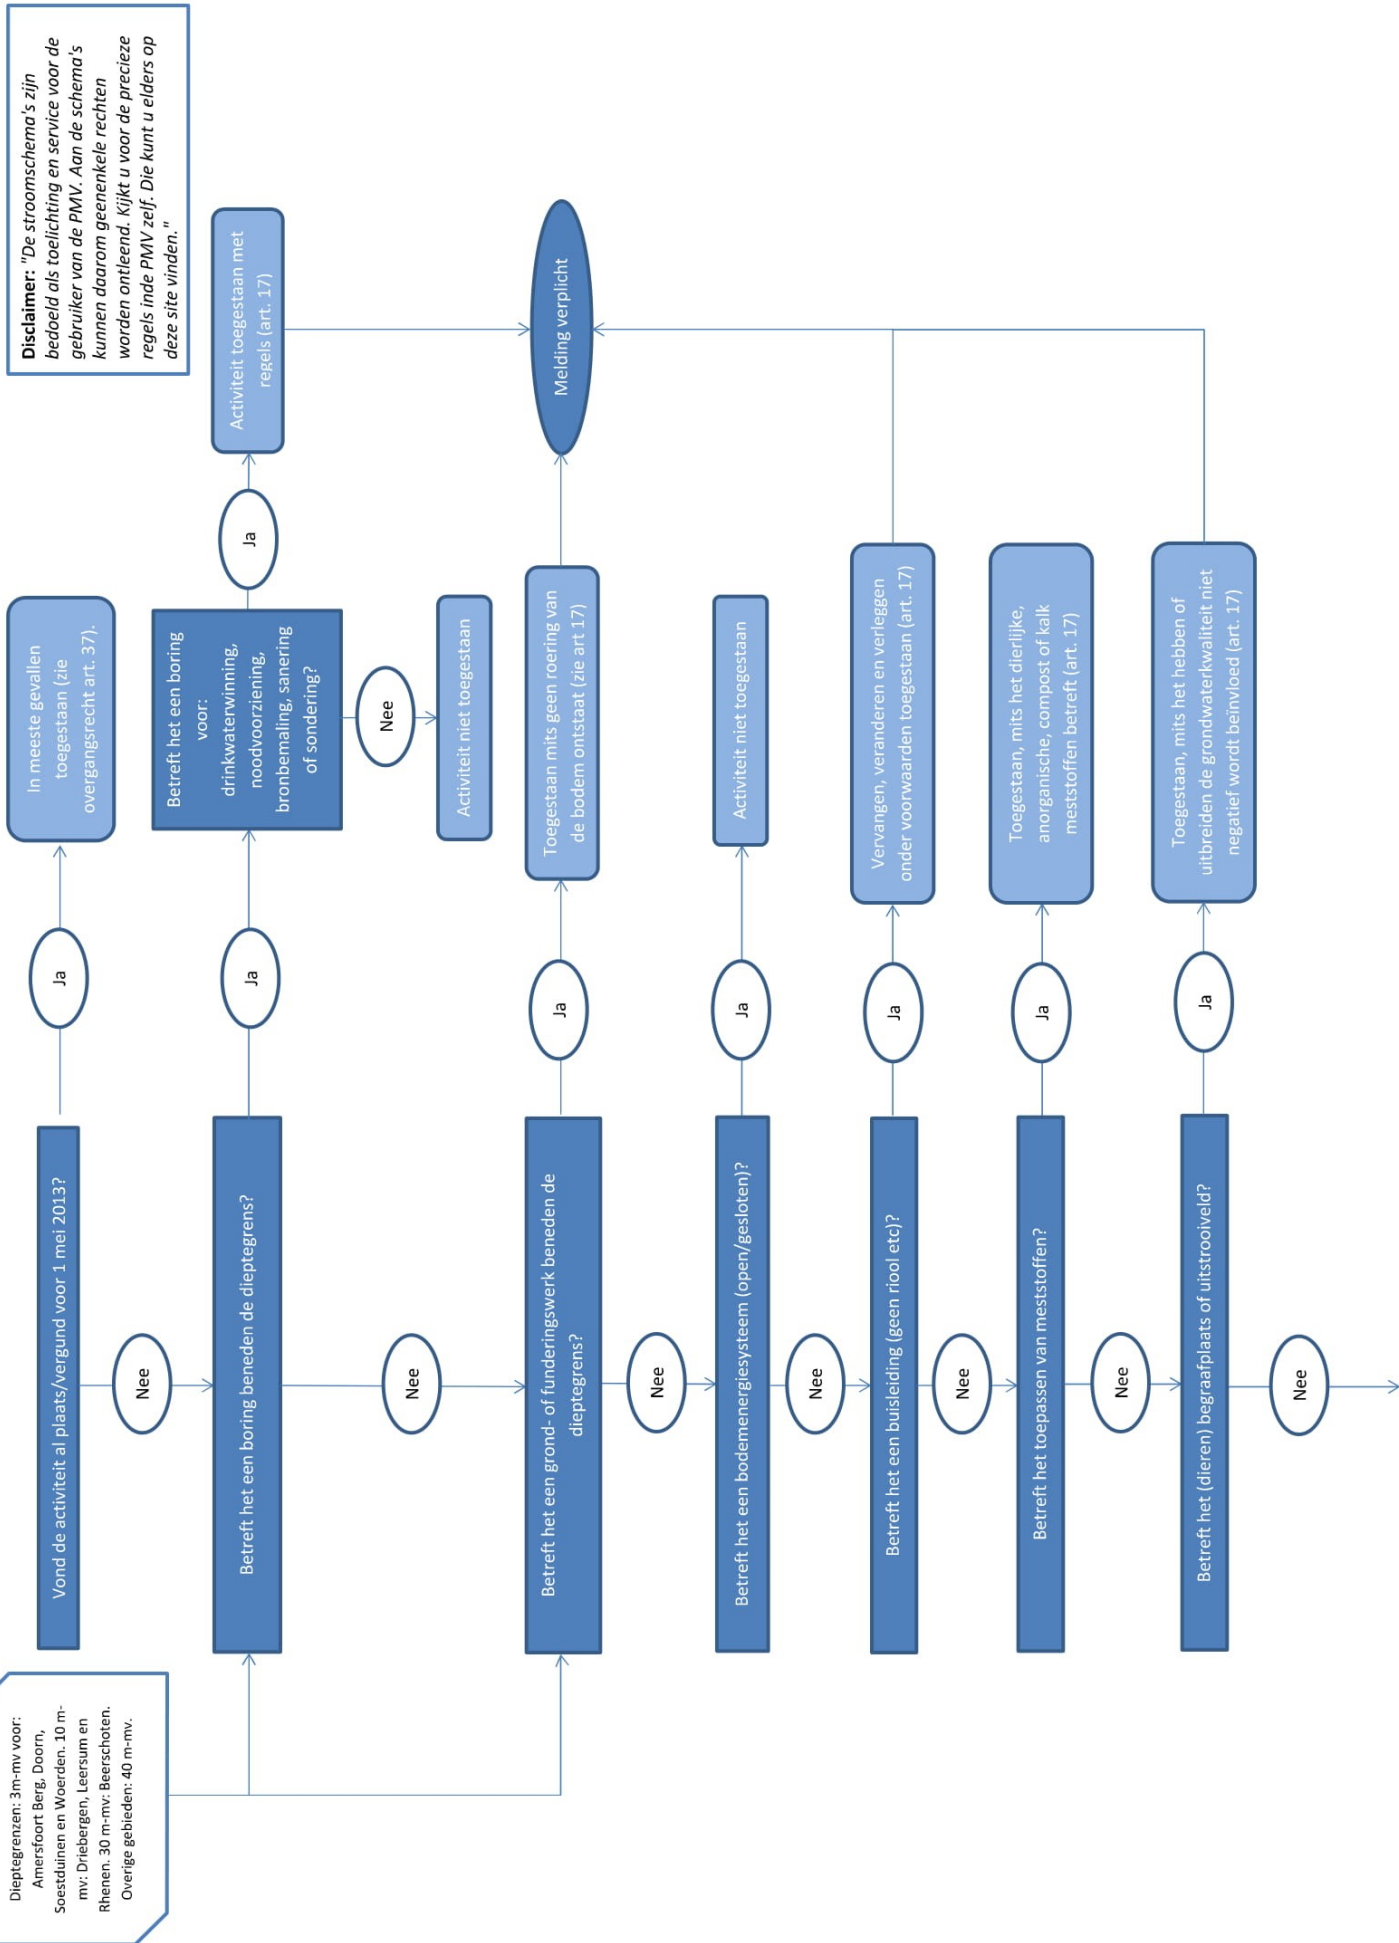 Dieptegrenzen: 3m-mv voor:
Amersfoort Berg, Doorn,
Soestduinen en Woerden. 10 m-
mv: Driebergen, Leersum en
Rhenen. 30 m-mv: Beerschoten.
Overige gebieden: 40 m-mv.
Vond de activiteit al plaats/vergund voor 1 mei 2013?
Ja
In meeste gevallen
toegestaan (zie
overgangsrecht art. 37).
Disclaimer: "De stroomschema's zijn
bedoeld als toelichting en service voor de
gebruiker van de PMV. Aan de schema's
kunnen daarom geenenkele rechten
worden ontleend. Kijkt u voor de precieze
regels inde PMV zelf. Die kunt u elders op
deze site vinden."
Nee
Betreft het een boring beneden de dieptegrens?
Ja
Betreft het een boring
voor:
drinkwaterwinning,
noodvoorziening,
bronbemaling, sanering
of sondering?
Ja
Activiteit toegestaan met
regels (art. 17)
Nee
Nee
Activiteit niet toegestaan
Betreft het een grond- of funderingswerk beneden de
dieptegrens?
Ja
Toegestaan mits geen roering van
de bodem ontstaat (zie art 17)
Melding verplicht
Nee
Betreft het een bodemenergiesysteem (open/gesloten)?
Ja
Activiteit niet toegestaan
Nee
Betreft het een buisleiding (geen riool etc)?
Ja
Vervangen, veranderen en verleggen
onder voorwaarden toegestaan (art. 17)
Nee
Betreft het toepassen van meststoffen?
Ja
Toegestaan, mits het dierlijke,
anorganische, compost of kalk
meststoffen betreft (art. 17)
Nee
Betreft het (dieren) begraafplaats of uitstrooiveld?
Ja
Toegestaan, mits het hebben of
uitbreiden de grondwaterkwaliteit niet
negatief wordt beinvloed (art. 17)
Nee